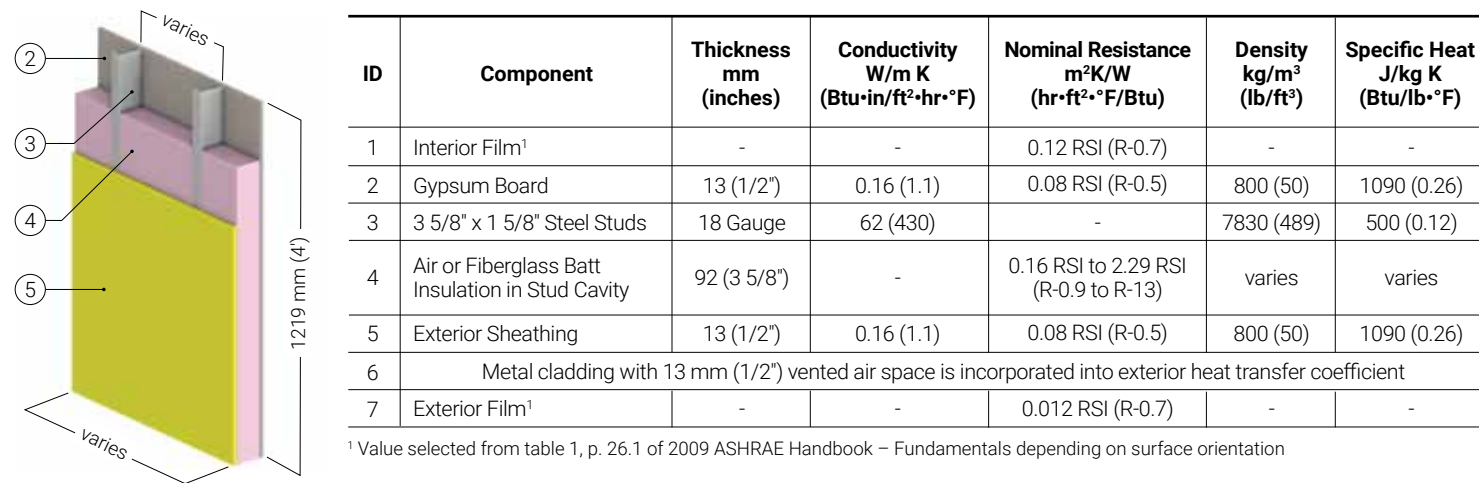 varies
2
3
4
5
1219 mm (4')
varies
ID Component Thickness mm (inches) Conductivity W/m K (Btu•in/ft²•hr•°F) Nominal Resistance m²K/W (hr•ft²•°F/Btu) Density kg/m³ (lb/ft³) Specific Heat J/kg K (Btu/lb•°F)
1 Interior Film¹ - - 0.12 RSI (R-0.7) - -
2 Gypsum Board 13 (1/2") 0.16 (1.1) 0.08 RSI (R-0.5) 800 (50) 1090 (0.26)
3 3 5/8" x 1 5/8" Steel Studs 18 Gauge 62 (430) - 7830 (489) 500 (0.12)
4 Air or Fiberglass Batt Insulation in Stud Cavity 92 (3 5/8") - 0.16 RSI to 2.29 RSI (R-0.9 to R-13) varies varies
5 Exterior Sheathing 13 (1/2") 0.16 (1.1) 0.08 RSI (R-0.5) 800 (50) 1090 (0.26)
6 Metal cladding with 13 mm (1/2") vented air space is incorporated into exterior heat transfer coefficient
7 Exterior Film¹ - - 0.012 RSI (R-0.7) - -
¹ Value selected from table 1, p. 26.1 of 2009 ASHRAE Handbook – Fundamentals depending on surface orientation